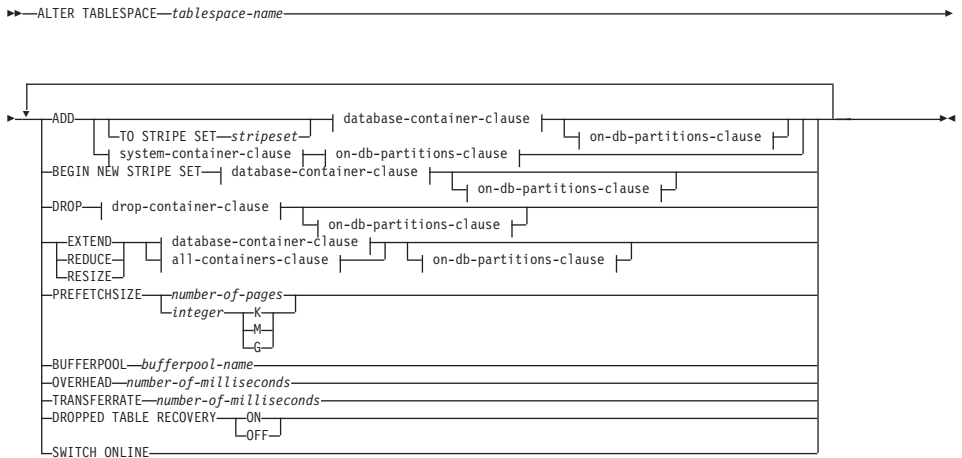 ALTER TABLESPACE tablespace-name
ADD database-container-clause
TO STRIPE SET stripeset on-db-partitions-clause
system-container-clause on-db-partitions-clause
BEGIN NEW STRIPE SET database-container-clause
on-db-partitions-clause
DROP drop-container-clause
on-db-partitions-clause
EXTEND database-container-clause
REDUCE all-containers-clause on-db-partitions-clause
RESIZE
PREFETCHSIZE number-of-pages
integer K
M
G
BUFFERPOOL bufferpool-name
OVERHEAD number-of-milliseconds
TRANSFERRATE number-of-milliseconds
DROPPED TABLE RECOVERY ON
OFF
SWITCH ONLINE